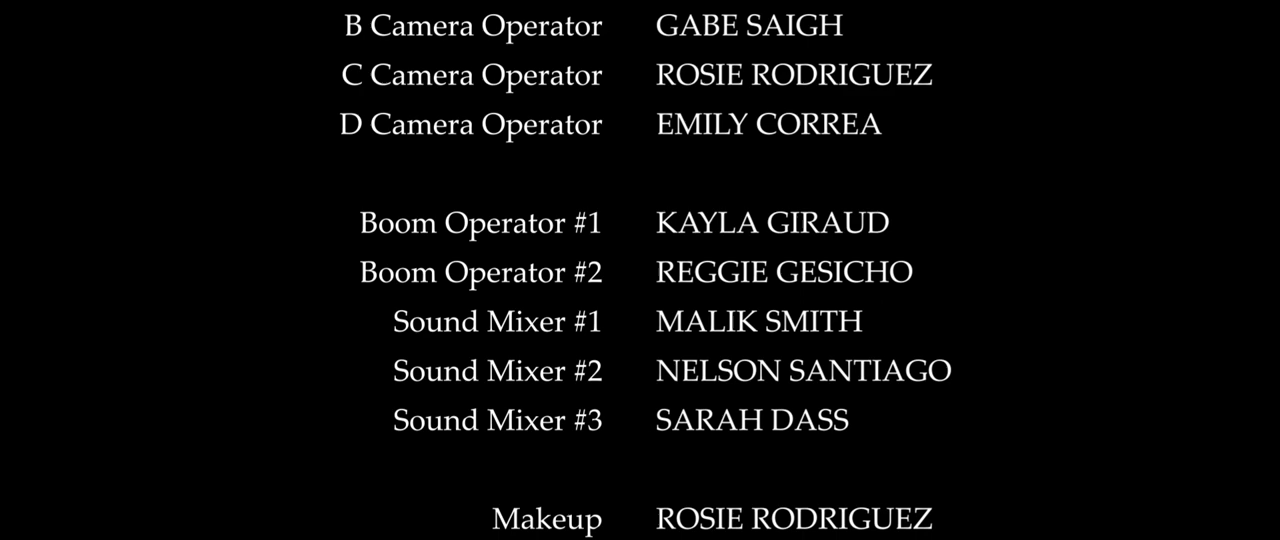 B Camera Operator GABE SAIGH
C Camera Operator ROSIE RODRIGUEZ
D Camera Operator EMILY CORREA
Boom Operator #1 KAYLA GIRAUD
Boom Operator #2 REGGIE GESICHO
Sound Mixer #1 MALIK SMITH
Sound Mixer #2 NELSON SANTIAGO
Sound Mixer #3 SARAH DASS
Makeup ROSIE RODRIGUEZ